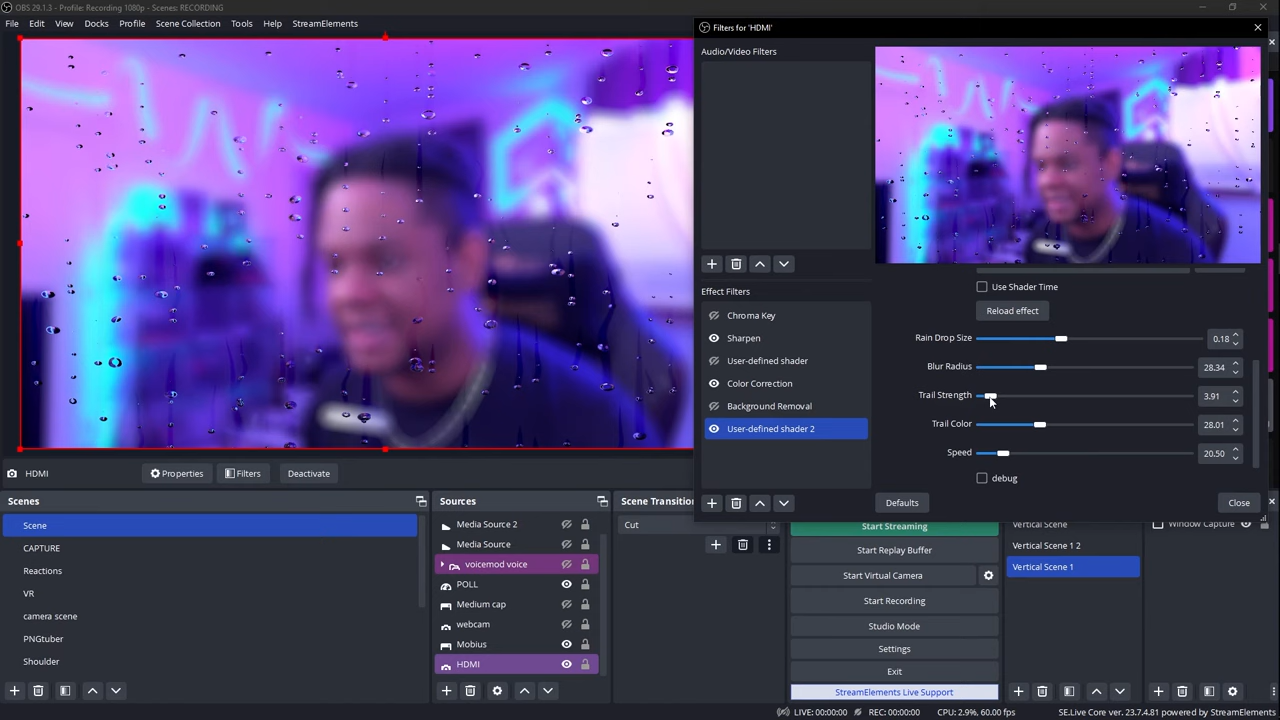 OBS 29.1.3 - Profile: Recording 1080p - Scenes: RECORDING
File Edit View Docks Profile Scene Collection Tools Help StreamElements
Filters for 'HDMI'
Audio/Video Filters
Effect Filters
Chroma Key
Sharpen
User-defined shader
Color Correction
Background Removal
User-defined shader 2
Use Shader Time
Reload effect
Rain Drop Size 0.18
Blur Radius 28.34
Trail Strength 3.91
Trail Color 28.01
Speed 20.50
debug
Defaults Close
HDMI Properties Filters Deactivate
Scenes
Scene
CAPTURE
Reactions
VR
camera scene
PNGtuber
Shoulder
Sources
Media Source 2
Media Source
voicemod voice
POLL
Medium cap
webcam
Mobius
HDMI
Scene Transition
Cut
Start Streaming
Start Replay Buffer
Start Virtual Camera
Start Recording
Studio Mode
Settings
Exit
StreamElements Live Support
Vertical Scene
Vertical Scene 1 2
Vertical Scene 1
Window Capture
LIVE: 00:00:00 REC: 00:00:00 CPU: 2.9%, 60.00 fps SE.Live Core ver. 23.7.4.81 powered by StreamElements